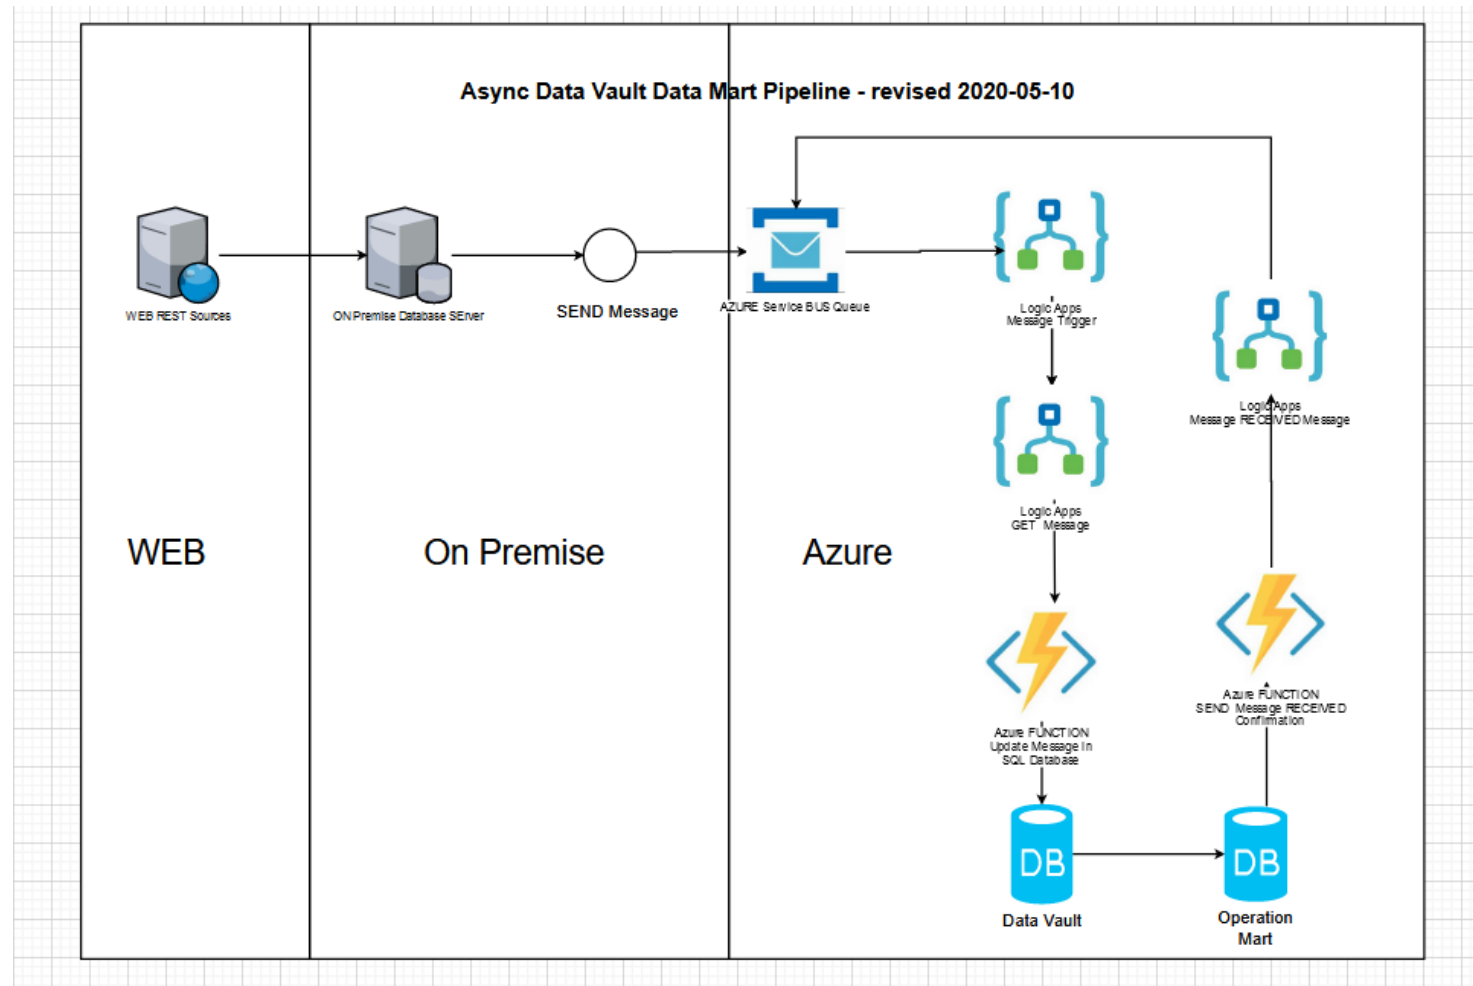 Async Data Vault Data Mart Pipeline - revised 2020-05-10
WEB REST Sources
ON Premise Database SErver
SEND Message
AZURE Service BUS Queue
Logic Apps
Message Trigger
Logic Apps
Message RECEIVED Message
Logic Apps
GET Message
WEB
On Premise
Azure
Azure FUNCTION
SEND Message RECEIVED
Confirmation
Azure FUNCTION
Update Message in
SQL Database
DB
DB
Data Vault
Operation
Mart